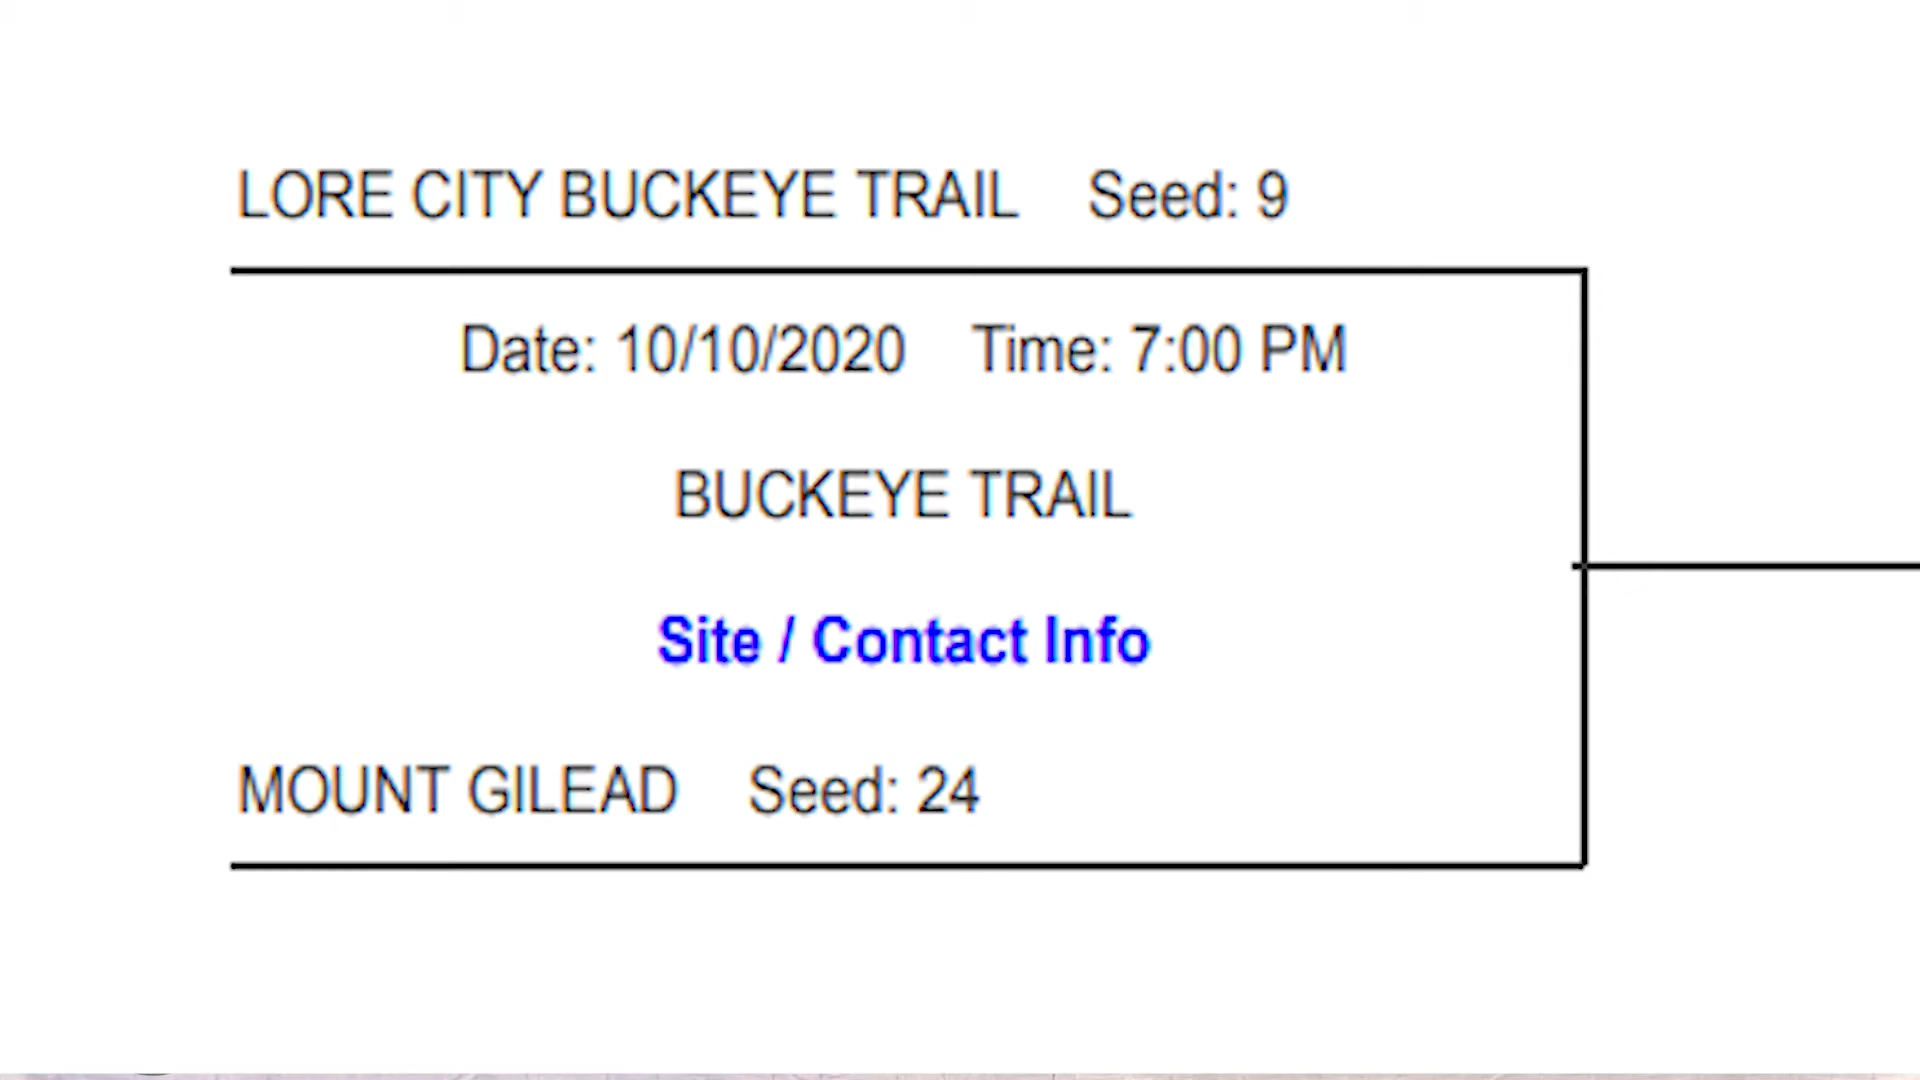 LORE CITY BUCKEYE TRAIL Seed: 9
Date: 10/10/2020 Time: 7:00 PM
BUCKEYE TRAIL
Site / Contact Info
MOUNT GILEAD Seed: 24